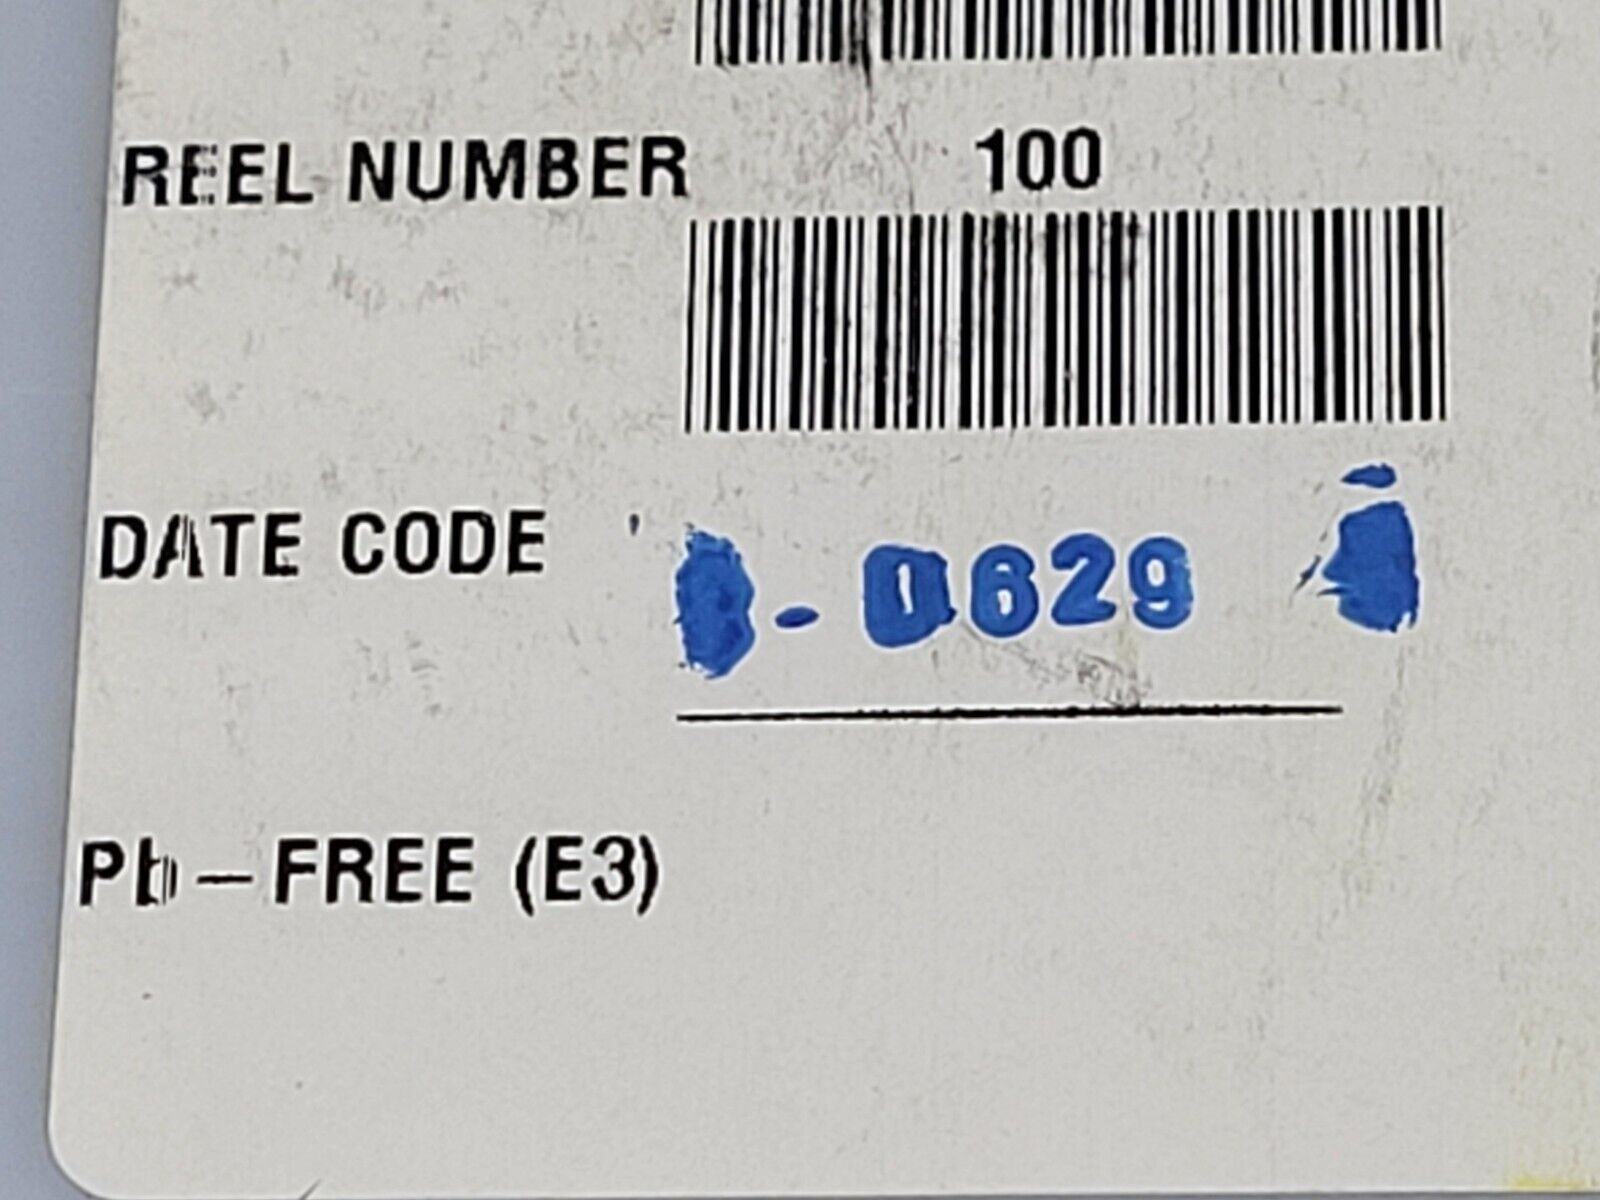 REEL NUMBER 100
DATE CODE 0629
Pb-FREE (E3)